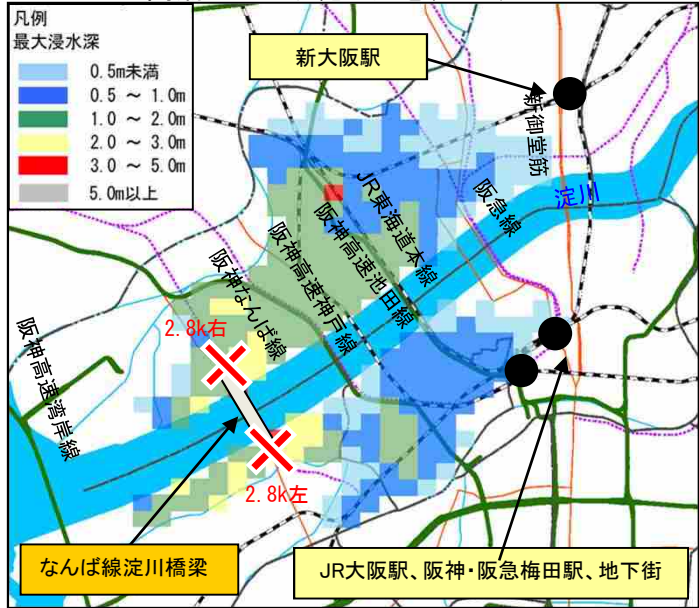 凡例
最大浸水深
0.5m未満
0.5 ～ 1.0m
1.0 ～ 2.0m
2.0 ～ 3.0m
3.0 ～ 5.0m
5.0m以上
新大阪駅
新御堂筋
淀川
阪急線
JR東海道本線
阪神高速池田線
阪神高速神戸線
阪神なんば線
2.8k右
阪神高速湾岸線
2.8k左
なんば線淀川橋梁
JR大阪駅、阪神・阪急梅田駅、地下街